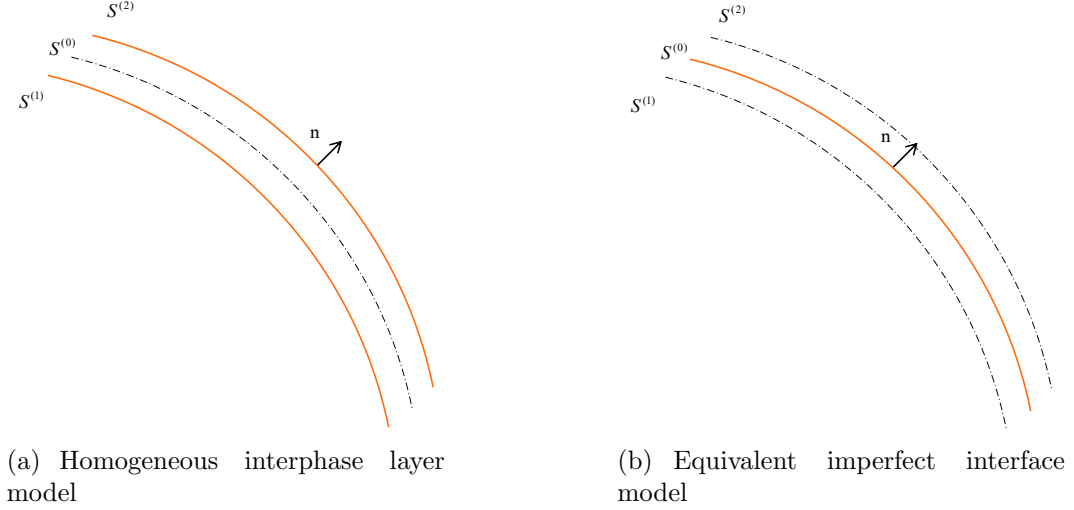 S^(2)
S^(0)
S^(1)
n
(a) Homogeneous interphase layer
model
S^(2)
S^(0)
S^(1)
n
(b) Equivalent imperfect interface
model